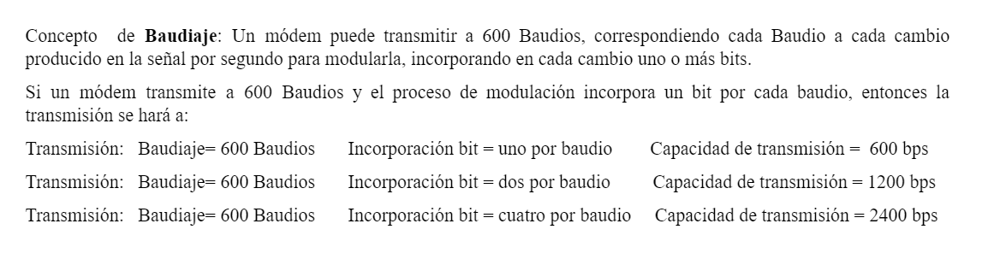 Concepto de Baudiaje: Un módem puede transmitir a 600 Baudios, correspondiendo cada Baudio a cada cambio
producido en la señal por segundo para modularla, incorporando en cada cambio uno o más bits.
Si un módem transmite a 600 Baudios y el proceso de modulación incorpora un bit por cada baudio, entonces la
transmisión se hará a:
Transmisión: Baudiaje= 600 Baudios Incorporación bit = uno por baudio Capacidad de transmisión = 600 bps
Transmisión: Baudiaje= 600 Baudios Incorporación bit = dos por baudio Capacidad de transmisión = 1200 bps
Transmisión: Baudiaje= 600 Baudios Incorporación bit = cuatro por baudio Capacidad de transmisión = 2400 bps